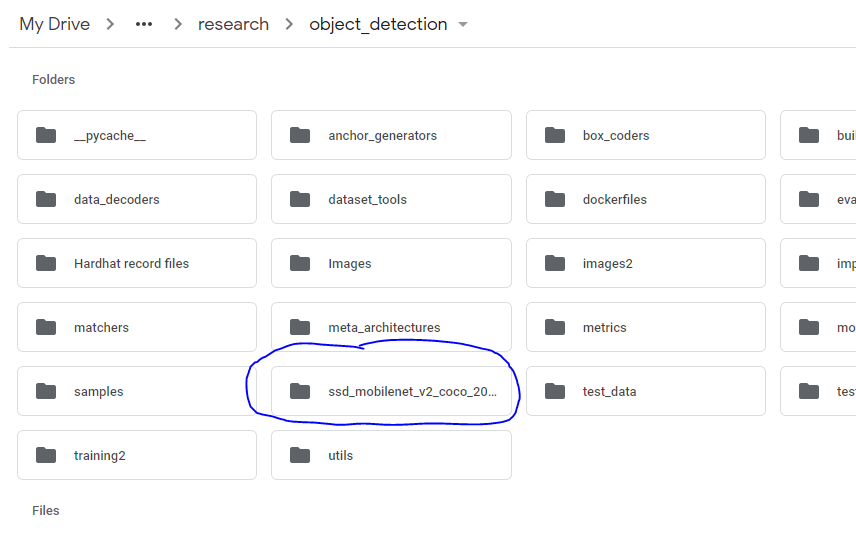 My Drive > ••• > research > object_detection
Folders
__pycache__ anchor_generators box_coders bui
data_decoders dataset_tools dockerfiles eva
Hardhat record files Images images2 imp
matchers meta_architectures metrics mo
samples ssd_mobilenet_v2_coco_20... test_data test
training2 utils
Files